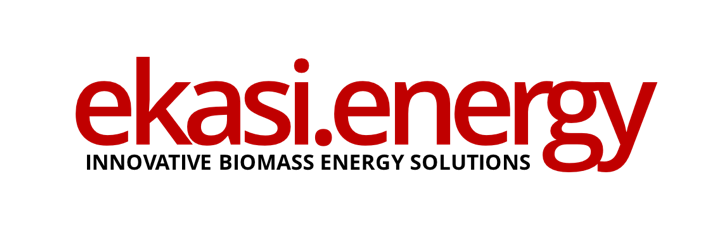 ekasi.energy
INNOVATIVE BIOMASS ENERGY SOLUTIONS